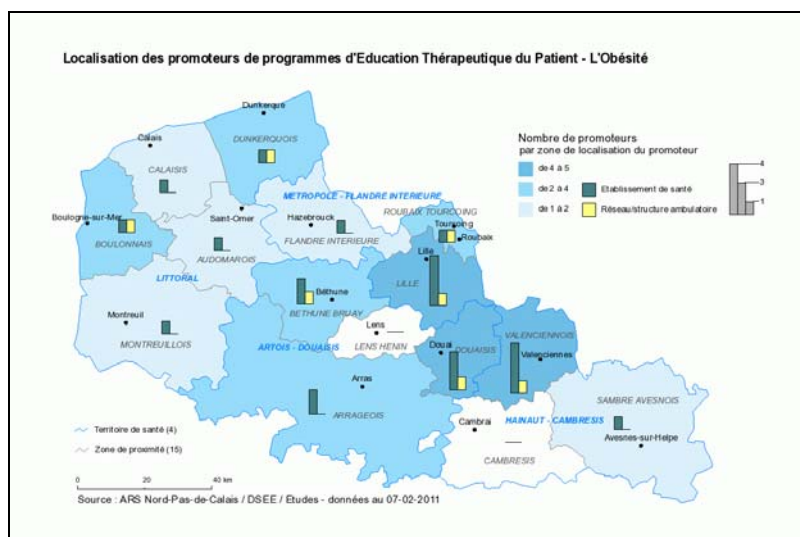 Localisation des promoteurs de programmes d'Education Thérapeutique du Patient - L'Obésité
Dunkerque
DUNKERQUOIS
Calais
CALAISIS
Nombre de promoteurs
par zone de localisation du promoteur
de 4 à 5
de 2 à 4
de 1 à 2
Etablissement de santé
Réseau/structure ambulatoire
4
3
1
METROPOLE - FLANDRE INTERIEURE
Boulogne-sur-Mer
BOULONNAIS
Saint-Omer
AUDOMAROIS
Hazebrouck
FLANDRE INTERIEURE
ROUBAIX TOURCOING
Tourcoing
Roubaix
Lille
LILLE
LITTORAL
Béthune
BETHUNE BRUAY
Montreuil
MONTREUILLOIS
Lens
LENS HENIN
ARTOIS - DOUAISIS
Douai
DOUAISIS
VALENCIENNOIS
Valenciennes
Arras
ARRAGEOIS
SAMBRE AVESNOIS
HAINAUT - CAMBRESIS
Cambrai
CAMBRESIS
Avesnes-sur-Helpe
Territoire de santé (4)
Zone de proximité (15)
0 20 40 km
Source : ARS Nord-Pas-de-Calais / DSEE / Etudes - données au 07-02-2011